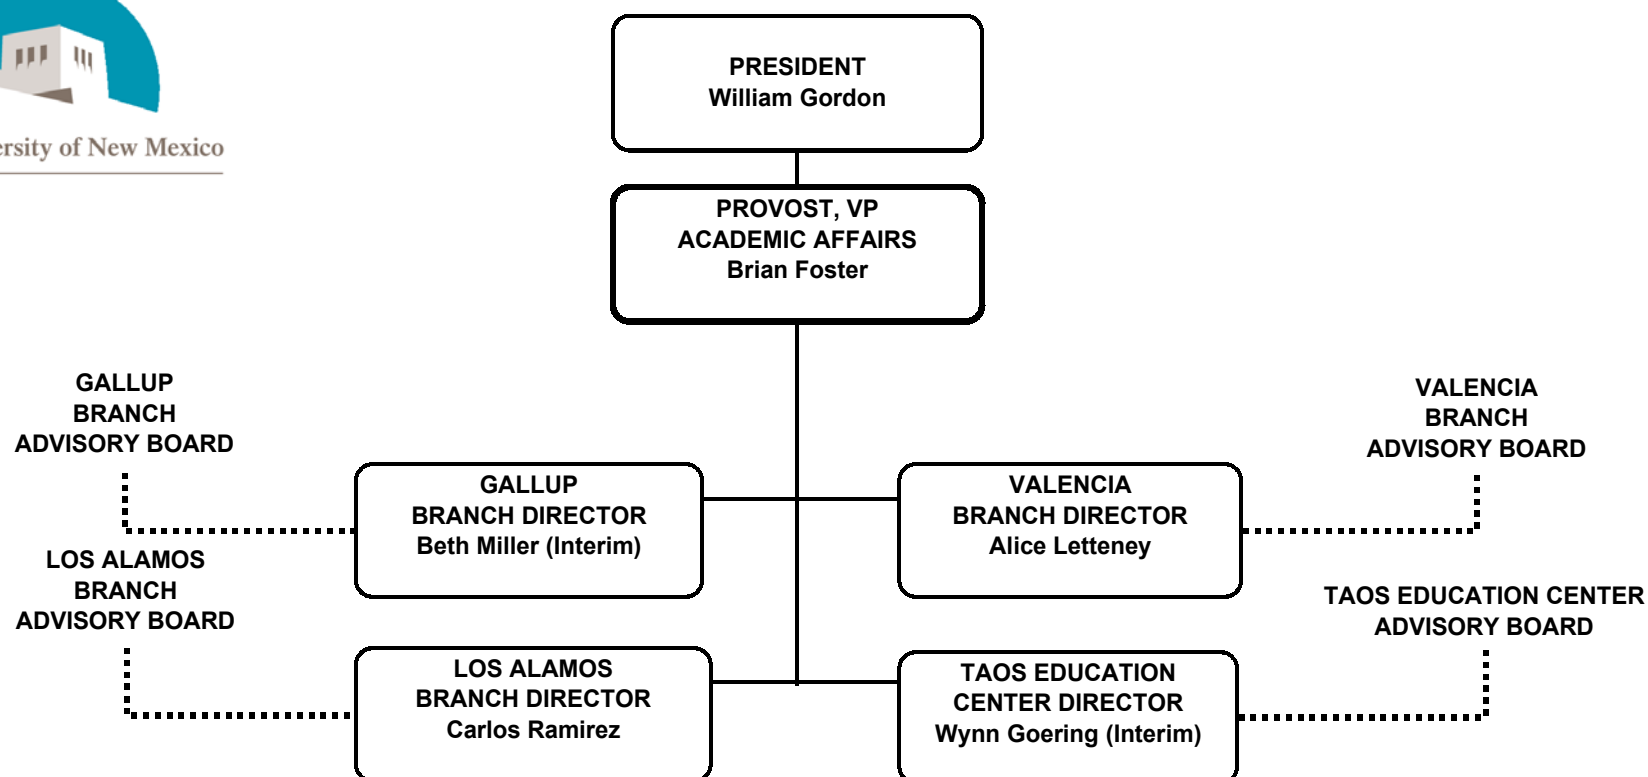 ersity of New Mexico
PRESIDENT
William Gordon
PROVOST, VP
ACADEMIC AFFAIRS
Brian Foster
GALLUP
BRANCH
ADVISORY BOARD
VALENCIA
BRANCH
ADVISORY BOARD
GALLUP
BRANCH DIRECTOR
Beth Miller (Interim)
VALENCIA
BRANCH DIRECTOR
Alice Letteney
LOS ALAMOS
BRANCH
ADVISORY BOARD
TAOS EDUCATION CENTER
ADVISORY BOARD
LOS ALAMOS
BRANCH DIRECTOR
Carlos Ramirez
TAOS EDUCATION
CENTER DIRECTOR
Wynn Goering (Interim)